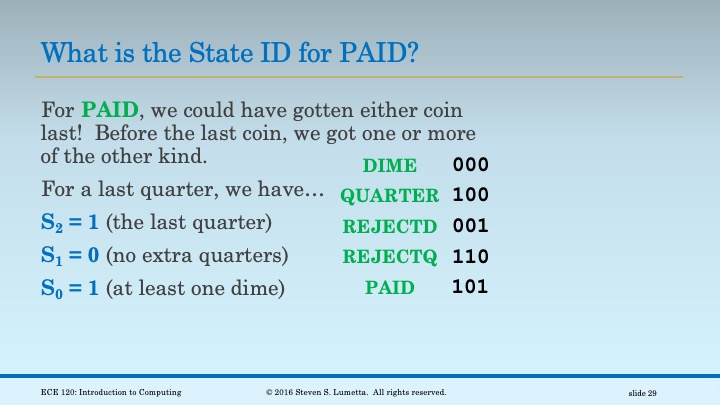 What is the State ID for PAID?
For PAID, we could have gotten either coin
last!  Before the last coin, we got one or more
of the other kind.
For a last quarter, we have…
S₂ = 1 (the last quarter)
S₁ = 0 (no extra quarters)
S₀ = 1 (at least one dime)
DIME 000
QUARTER 100
REJECTD 001
REJECTQ 110
PAID 101
ECE 120: Introduction to Computing
© 2016 Steven S. Lumetta.  All rights reserved.
slide 29